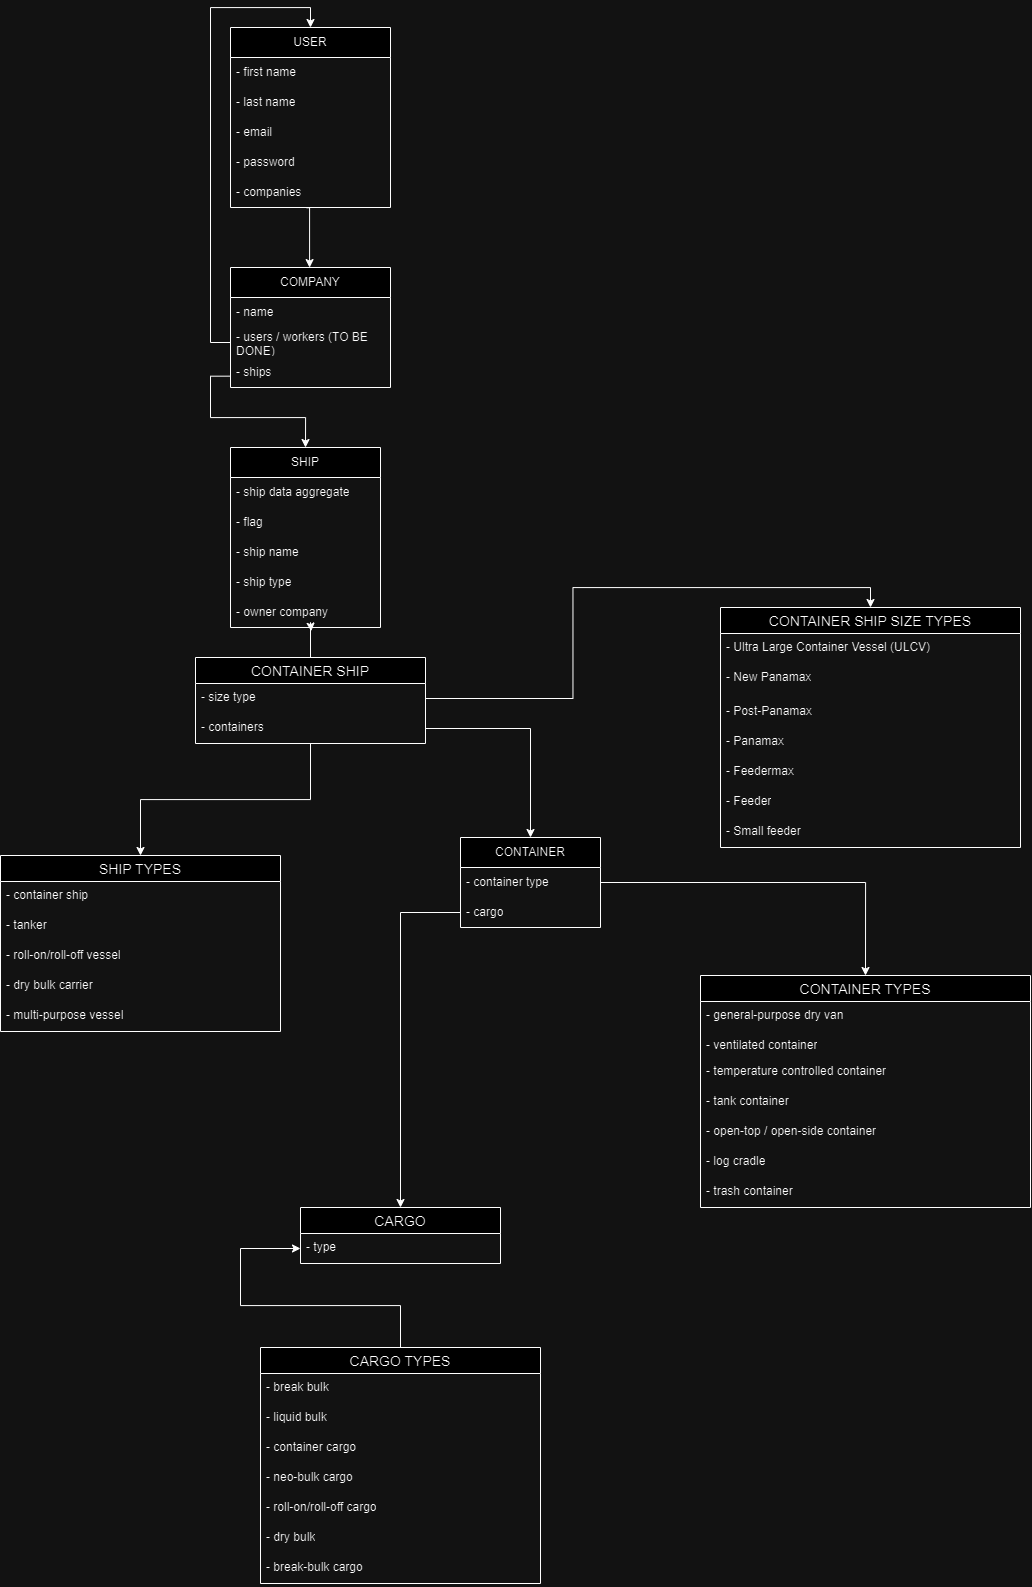 USER
- first name
- last name
- email
- password
- companies
COMPANY
- name
- users / workers (TO BE
DONE)
- ships
SHIP
- ship data aggregate
- flag
- ship name
- ship type
- owner company
CONTAINER SHIP
- size type
- containers
CONTAINER SHIP SIZE TYPES
- Ultra Large Container Vessel (ULCV)
- New Panamax
- Post-Panamax
- Panamax
- Feedermax
- Feeder
- Small feeder
SHIP TYPES
- container ship
- tanker
- roll-on/roll-off vessel
- dry bulk carrier
- multi-purpose vessel
CONTAINER
- container type
- cargo
CONTAINER TYPES
- general-purpose dry van
- ventilated container
- temperature controlled container
- tank container
- open-top / open-side container
- log cradle
- trash container
CARGO
- type
CARGO TYPES
- break bulk
- liquid bulk
- container cargo
- neo-bulk cargo
- roll-on/roll-off cargo
- dry bulk
- break-bulk cargo